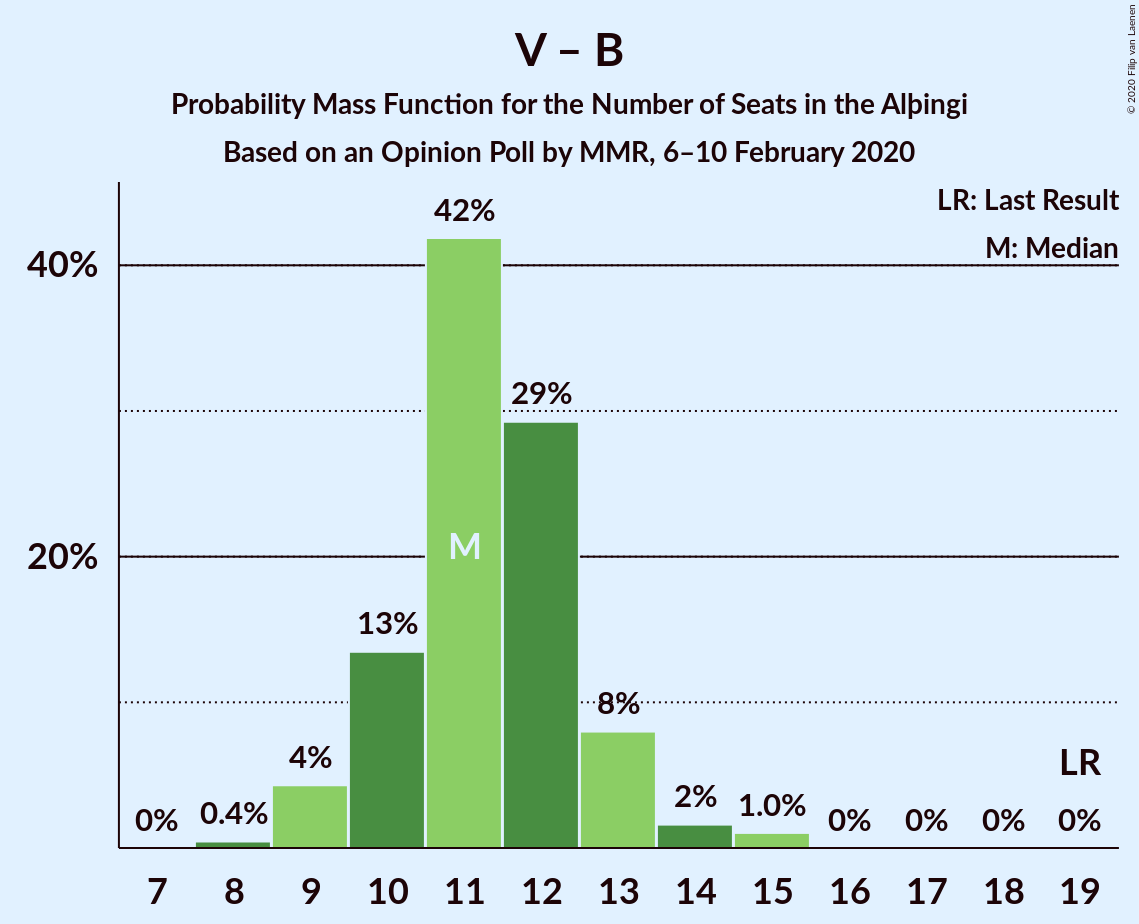 V – B
Probability Mass Function for the Number of Seats in the Alþingi
Based on an Opinion Poll by MMR, 6–10 February 2020
© 2020 Filip van Laenen
LR: Last Result
M: Median
40%
20%
0%
0.4%
4%
13%
42%
29%
8%
2%
1.0%
0%
0%
0%
0%
M
LR
7 8 9 10 11 12 13 14 15 16 17 18 19